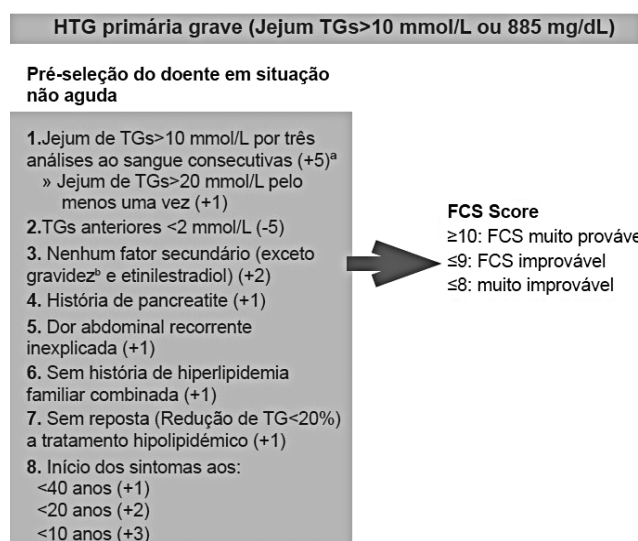 HTG primária grave (Jejum TGs>10 mmol/L ou 885 mg/dL)
Pré-seleção do doente em situação
não aguda
1.Jejum de TGs>10 mmol/L por três
análises ao sangue consecutivas (+5)ª
» Jejum de TGs>20 mmol/L pelo
menos uma vez (+1)
2.TGs anteriores <2 mmol/L (-5)
3. Nenhum fator secundário (exceto
gravidezᵇ e etinilestradiol) (+2)
4. História de pancreatite (+1)
5. Dor abdominal recorrente
inexplicada (+1)
6. Sem história de hiperlipidemia
familiar combinada (+1)
7. Sem reposta (Redução de TG<20%)
a tratamento hipolipidémico (+1)
8. Início dos sintomas aos:
<40 anos (+1)
<20 anos (+2)
<10 anos (+3)
FCS Score
≥10: FCS muito prováve
≤9: FCS improvável
≤8: muito improvável